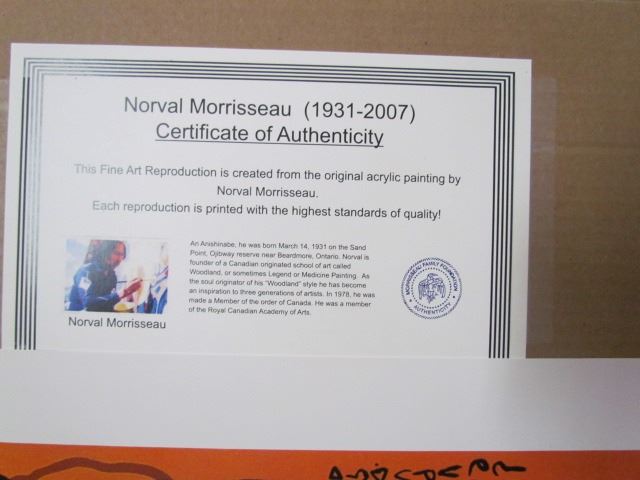 Norval Morrisseau (1931-2007)
Certificate of Authenticity
This Fine Art Reproduction is created from the original acrylic painting by
Norval Morrisseau.
Each reproduction is printed with the highest standards of quality!
An Anishinabe, he was born March 14, 1931 on the Sand
Point, Ojibway reserve near Beardmore, Ontario. Norval is
founder of a Canadian originated school of art called
Woodland, or sometimes Legend or Medicine Painting. As
the soul originator of his "Woodland" style he has become
an inspiration to three generations of artists. In 1978, he was
made a Member of the order of Canada. He was a member
of the Royal Canadian Academy of Arts.
Norval Morrisseau
MORRISSEAU FAMILY FOUNDATION
AUTHENTICITY